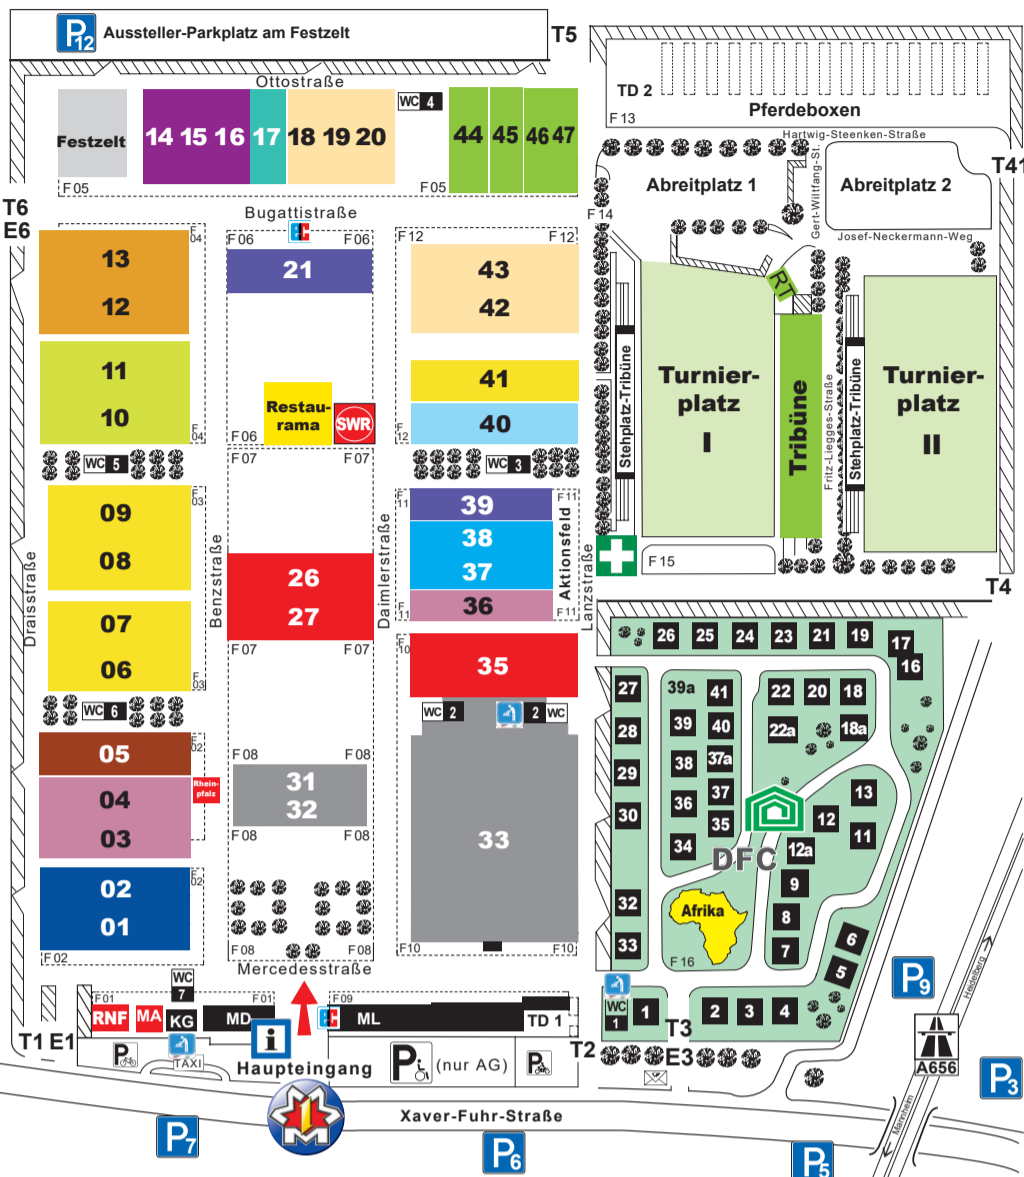 P12 Aussteller-Parkplatz am Festzelt
T5
Ottostraße
Festzelt
14 15 16 17 18 19 20
WC 4
44 45 46 47
F 05
F 05
TD 2
Pferdeboxen
F 13
Hartwig-Steenken-Straße
Gert-Wiltfang-St.
Abreitplatz 1
Abreitplatz 2
T41
F 14
Josef-Neckermann-Weg
T6
E6
Bugattistraße
EC
F 04
F 06
F 06
F 12
F 12
13
12
21
43
42
RT
11
10
F 04
Restau-
rama
SWR
F 06
41
40
F 12
Stehplatz-Tribüne
Turnier-
platz
I
Tribüne
Fritz-Liegges-Straße
Stehplatz-Tribüne
Turnier-
platz
II
WC 5
F 07
F 07
WC 3
F 03
09
08
F 11
39
F 11
38
37
36
F 11
F 11
Aktionsfeld
Draisstraße
Benzstraße
26
27
Daimlerstraße
Lanzstraße
F 15
T4
07
06
F 03
F 07
F 07
F 10
35
WC 2
2 WC
WC 6
05
F 02
04
03
Rhein-
pfalz
F 08
F 08
31
32
F 08
F 08
33
02
01
F 02
F 02
F 08
F 08
F 10
F 10
Mercedesstraße
26 25 24 23 21 19 17
16
27 39a 41 22 20 18
28 39 40 22a 18a
29 38 37a
30 36 37 13
35 12
34 12a 11
DFC
9
32 Afrika 8
33 F 16 7 6
5
WC
1
1 2 3 4
T3
T2
E3
WC
7
F 01
F 01
F 09
RNF MA KG MD
EC
ML
TD 1
T1 E1
P
TAXI
i
Haupteingang
P (nur AG)
P
M
Xaver-Fuhr-Straße
P7
P6
P5
P9
P3
A656
Heidelberg
Mannheim